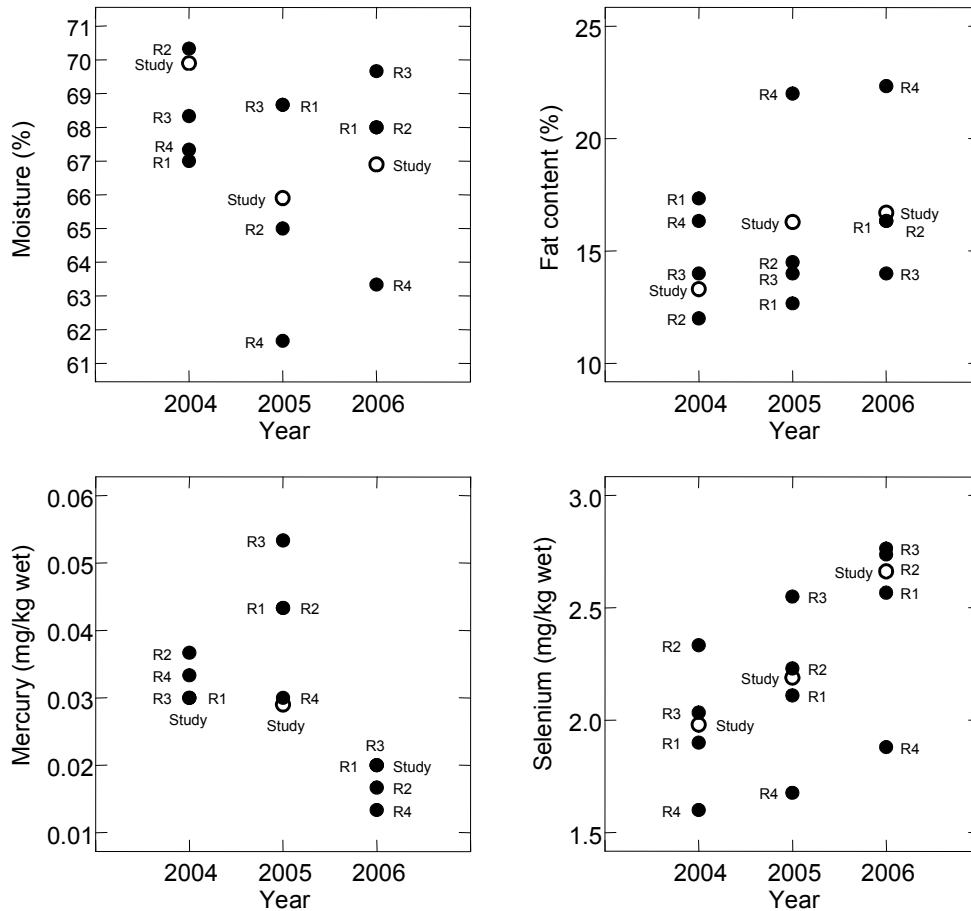 Moisture (%)
71
70
69
68
67
66
65
64
63
62
61
R2
Study
R3
R4
R1
R3 R1
Study
R2
R4
R3
R1 R2
Study
R4
2004 2005 2006
Year
Fat content (%)
25
20
15
10
R1
R4
R3
Study
R2
R4
Study
R2
R3
R1
R4
Study
R1
R2
R3
2004 2005 2006
Year
Mercury (mg/kg wet)
0.06
0.05
0.04
0.03
0.02
0.01
R2
R4
R3 R1
Study
R3
R1 R2
R4
Study
R3
R1 Study
R2
R4
2004 2005 2006
Year
Selenium (mg/kg wet)
3.0
2.5
2.0
1.5
R2
R3
Study
R1
R4
R3
R2
Study
R1
R4
R3
Study R2
R1
R4
2004 2005 2006
Year